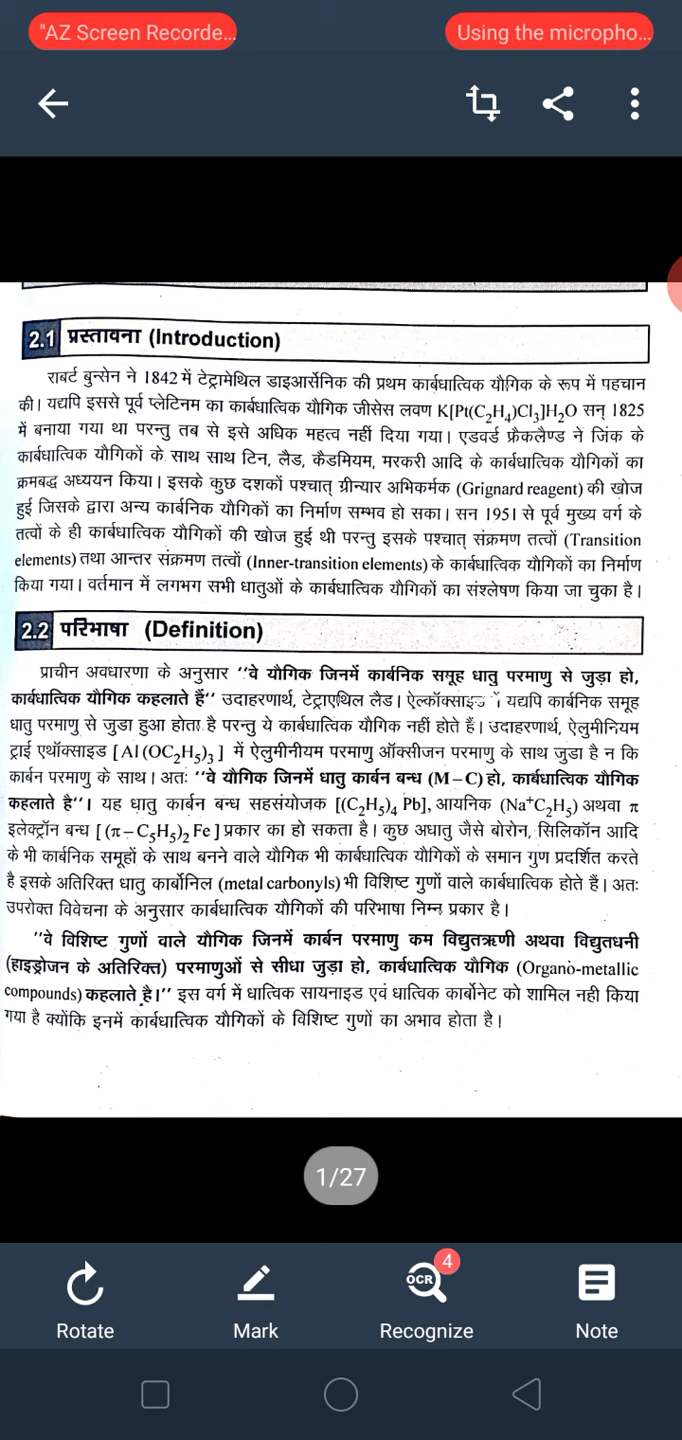 "AZ Screen Recorde...
Using the micropho...
2.1 प्रस्तावना (Introduction)
राबर्ट बुन्सेन ने 1842 में टेट्रामेथिल डाइआर्सेनिक की प्रथम कार्बधात्विक यौगिक के रूप में पहचान
की। यद्यपि इससे पूर्व प्लेटिनम का कार्बधात्विक यौगिक जीसेस लवण K[Pt(C₂H₄)Cl₃]H₂O सन् 1825
में बनाया गया था परन्तु तब से इसे अधिक महत्व नहीं दिया गया। एडवर्ड फ्रैकलैण्ड ने जिंक के
कार्बधात्विक यौगिकों के साथ साथ टिन, लैड, कैडमियम, मरकरी आदि के कार्बधात्विक यौगिकों का
क्रमबद्ध अध्ययन किया। इसके कुछ दशकों पश्चात् ग्रीन्यार अभिकर्मक (Grignard reagent) की खोज
हुई जिसके द्वारा अन्य कार्बनिक यौगिकों का निर्माण सम्भव हो सका। सन 1951 से पूर्व मुख्य वर्ग के
तत्वों के ही कार्बधात्विक यौगिकों की खोज हुई थी परन्तु इसके पश्चात् संक्रमण तत्वों (Transition
elements) तथा आन्तर संक्रमण तत्वों (Inner-transition elements) के कार्बधात्विक यौगिकों का निर्माण
किया गया। वर्तमान में लगभग सभी धातुओं के कार्बधात्विक यौगिकों का संश्लेषण किया जा चुका है।
2.2 परिभाषा (Definition)
प्राचीन अवधारणा के अनुसार ''वे यौगिक जिनमें कार्बनिक समूह धातु परमाणु से जुड़ा हो,
कार्बधात्विक यौगिक कहलाते हैं'' उदाहरणार्थ, टेट्राएथिल लैड। ऐल्कॉक्साइड में यद्यपि कार्बनिक समूह
धातु परमाणु से जुडा हुआ होता है परन्तु ये कार्बधात्विक यौगिक नहीं होते हैं। उदाहरणार्थ, ऐलुमीनियम
ट्राई एथॉक्साइड [Al(OC₂H₅)₃] में ऐलुमीनीयम परमाणु ऑक्सीजन परमाणु के साथ जुडा है न कि
कार्बन परमाणु के साथ। अतः ''वे यौगिक जिनमें धातु कार्बन बन्ध (M–C) हो, कार्बधात्विक यौगिक
कहलाते है''। यह धातु कार्बन बन्ध सहसंयोजक [(C₂H₅)₄ Pb], आयनिक (Na⁺C₂H₅) अथवा π
इलेक्ट्रॉन बन्ध [(π–C₅H₅)₂Fe] प्रकार का हो सकता है। कुछ अधातु जैसे बोरोन, सिलिकॉन आदि
के भी कार्बनिक समूहों के साथ बनने वाले यौगिक भी कार्बधात्विक यौगिकों के समान गुण प्रदर्शित करते
है इसके अतिरिक्त धातु कार्बोनिल (metal carbonyls) भी विशिष्ट गुणों वाले कार्बधात्विक होते हैं। अतः
उपरोक्त विवेचना के अनुसार कार्बधात्विक यौगिकों की परिभाषा निम्न प्रकार है।
''वे विशिष्ट गुणों वाले यौगिक जिनमें कार्बन परमाणु कम विद्युतऋणी अथवा विद्युतधनी
(हाइड्रोजन के अतिरिक्त) परमाणुओं से सीधा जुड़ा हो, कार्बधात्विक यौगिक (Organo-metallic
compounds) कहलाते है।'' इस वर्ग में धात्विक सायनाइड एवं धात्विक कार्बोनेट को शामिल नही किया
गया है क्योंकि इनमें कार्बधात्विक यौगिकों के विशिष्ट गुणों का अभाव होता है।
1/27
OCR 4
Rotate
Mark
Recognize
Note